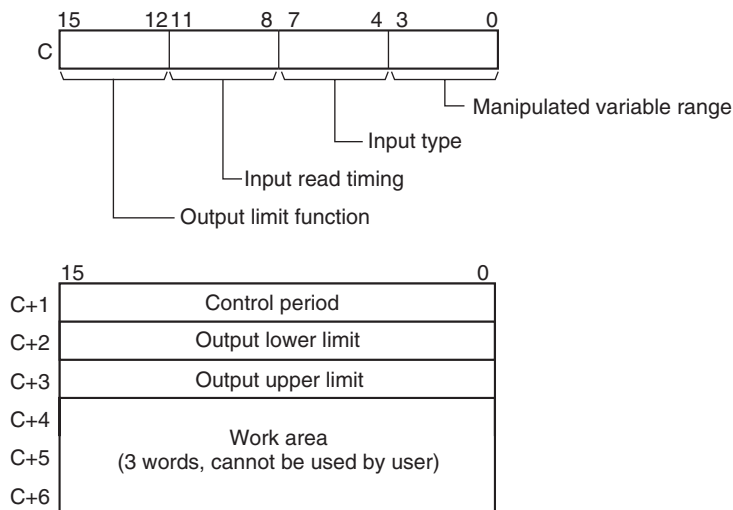 15 12 11 8 7 4 3 0
C
Manipulated variable range
Input type
Input read timing
Output limit function
15 0
C+1 Control period
C+2 Output lower limit
C+3 Output upper limit
C+4
Work area
C+5 (3 words, cannot be used by user)
C+6